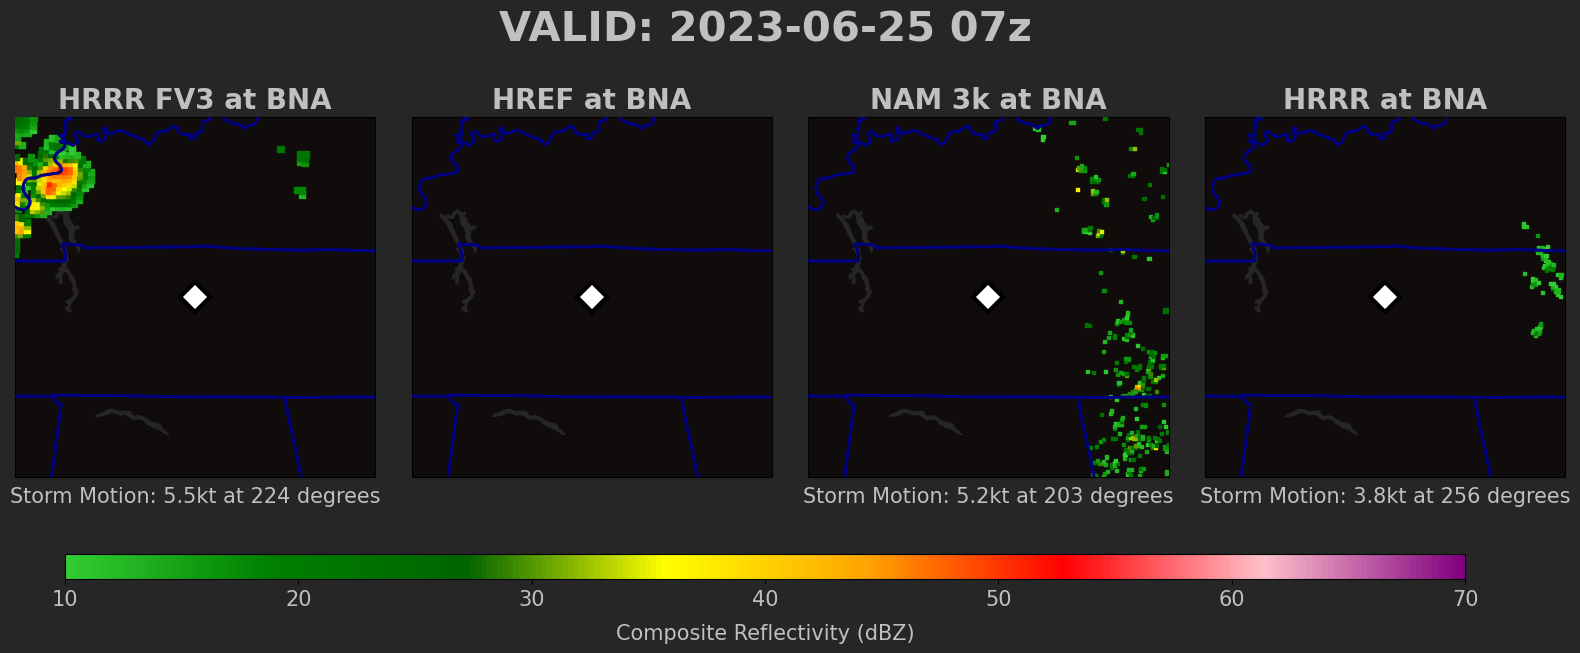 VALID: 2023-06-25 07z
HRRR FV3 at BNA
HREF at BNA
NAM 3k at BNA
HRRR at BNA
Storm Motion: 5.5kt at 224 degrees
Storm Motion: 5.2kt at 203 degrees
Storm Motion: 3.8kt at 256 degrees
10 20 30 40 50 60 70
Composite Reflectivity (dBZ)